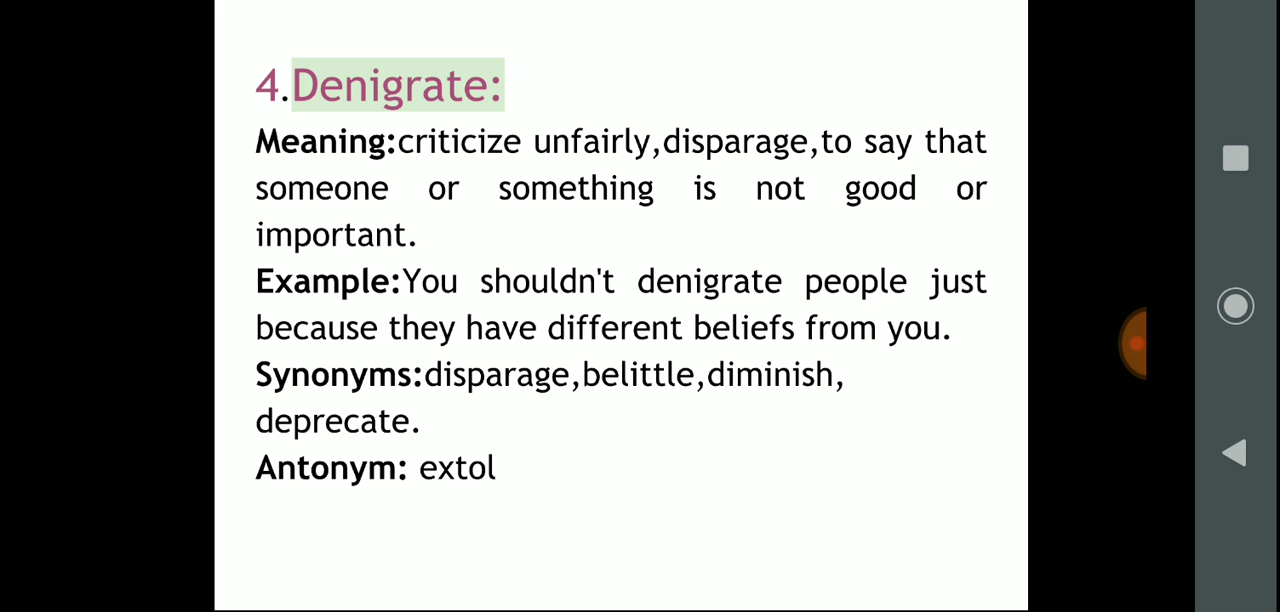 4.Denigrate:
Meaning:criticize unfairly,disparage,to say that
someone or something is not good or
important.
Example:You shouldn't denigrate people just
because they have different beliefs from you.
Synonyms:disparage,belittle,diminish,
deprecate.
Antonym: extol